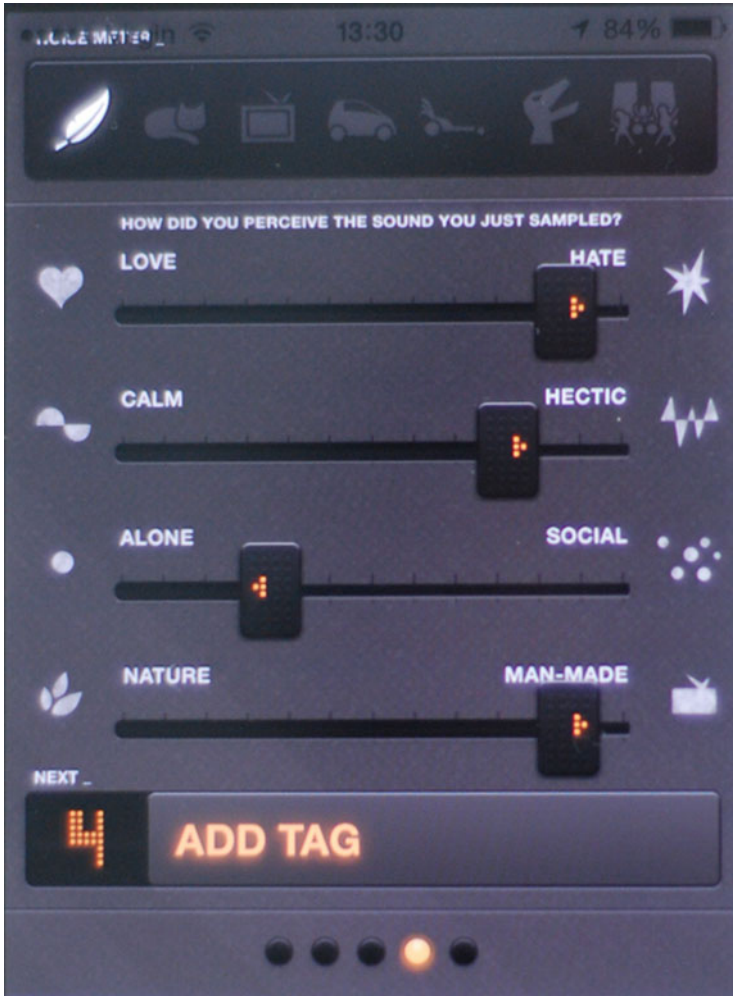 13:30 84%
HOW DID YOU PERCEIVE THE SOUND YOU JUST SAMPLED?
LOVE HATE
CALM HECTIC
ALONE SOCIAL
NATURE MAN-MADE
NEXT_
4 ADD TAG